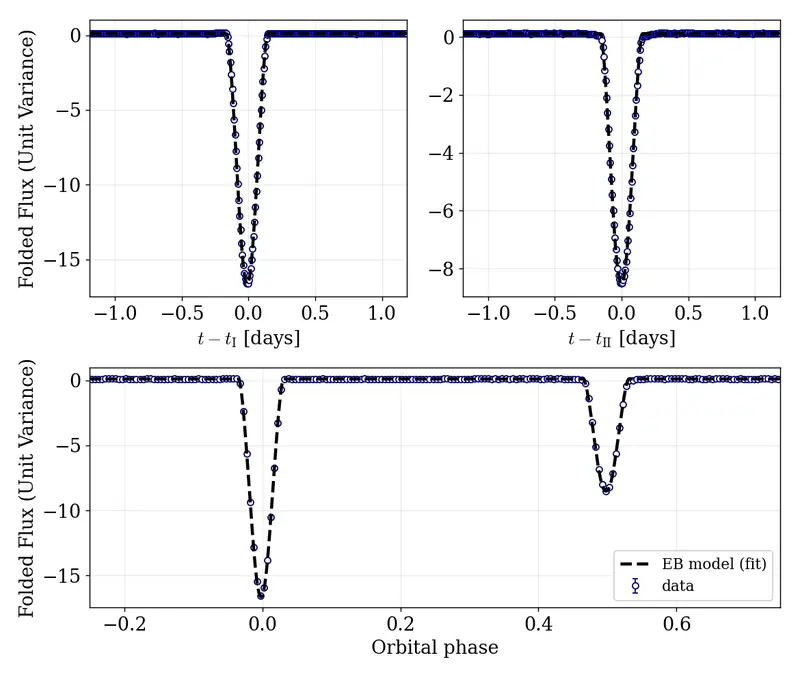 Folded Flux (Unit Variance)
0
−5
−10
−15
−1.0 −0.5 0.0 0.5 1.0
t − t_I [days]
0
−2
−4
−6
−8
−1.0 −0.5 0.0 0.5 1.0
t − t_II [days]
Folded Flux (Unit Variance)
0
−5
−10
−15
−0.2 0.0 0.2 0.4 0.6
Orbital phase
EB model (fit)
data